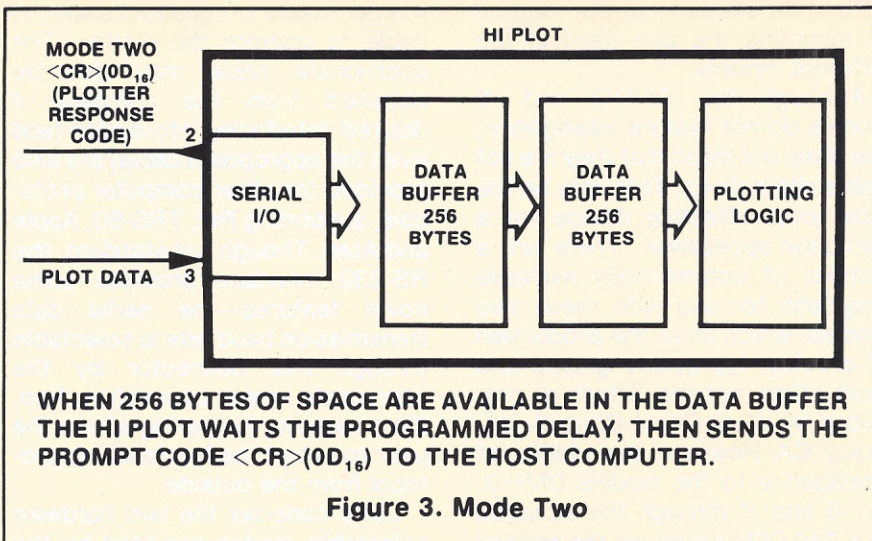 HI PLOT
MODE TWO
<CR>(0D₁₆)
(PLOTTER
RESPONSE
CODE)
2
SERIAL
I/O
DATA
BUFFER
256
BYTES
DATA
BUFFER
256
BYTES
PLOTTING
LOGIC
PLOT DATA
3
WHEN 256 BYTES OF SPACE ARE AVAILABLE IN THE DATA BUFFER
THE HI PLOT WAITS THE PROGRAMMED DELAY, THEN SENDS THE
PROMPT CODE <CR>(0D₁₆) TO THE HOST COMPUTER.
Figure 3. Mode Two